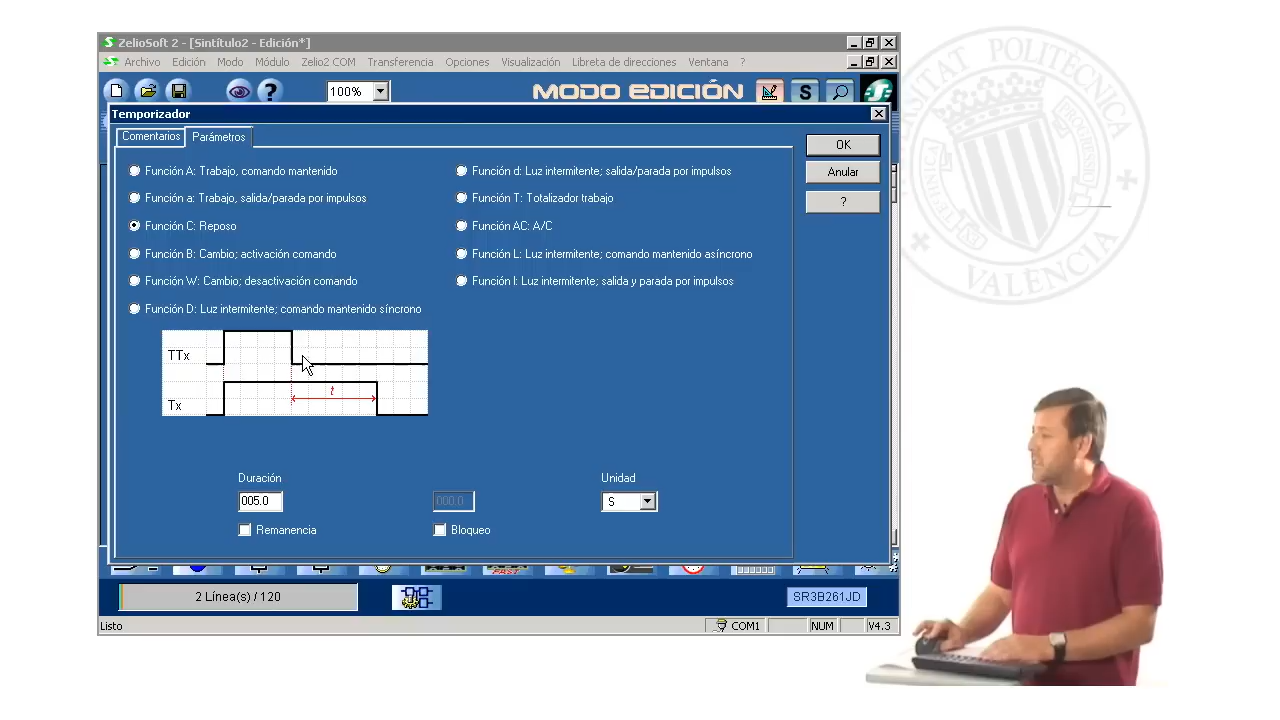 ZelioSoft 2 - [Sintítulo2 - Edición*]
Archivo Edición Modo Módulo Zelio2 COM Transferencia Opciones Visualización Libreta de direcciones Ventana ?
100% MODO EDICIÓN S
Temporizador
Comentarios Parámetros
OK
Anular
?
Función A: Trabajo, comando mantenido
Función a: Trabajo, salida/parada por impulsos
Función C: Reposo
Función B: Cambio; activación comando
Función W: Cambio; desactivación comando
Función D: Luz intermitente; comando mantenido síncrono
Función d: Luz intermitente; salida/parada por impulsos
Función T: Totalizador trabajo
Función AC: A/C
Función L: Luz intermitente; comando mantenido asíncrono
Función l: Luz intermitente; salida y parada por impulsos
TTx
Tx
t
Duración
005.0
000.0
Unidad
S
Remanencia
Bloqueo
FAST
2 Línea(s) / 120
SR3B261JD
Listo
COM1 NUM V4.3
POLITÈCNICA
VALÈNCIA